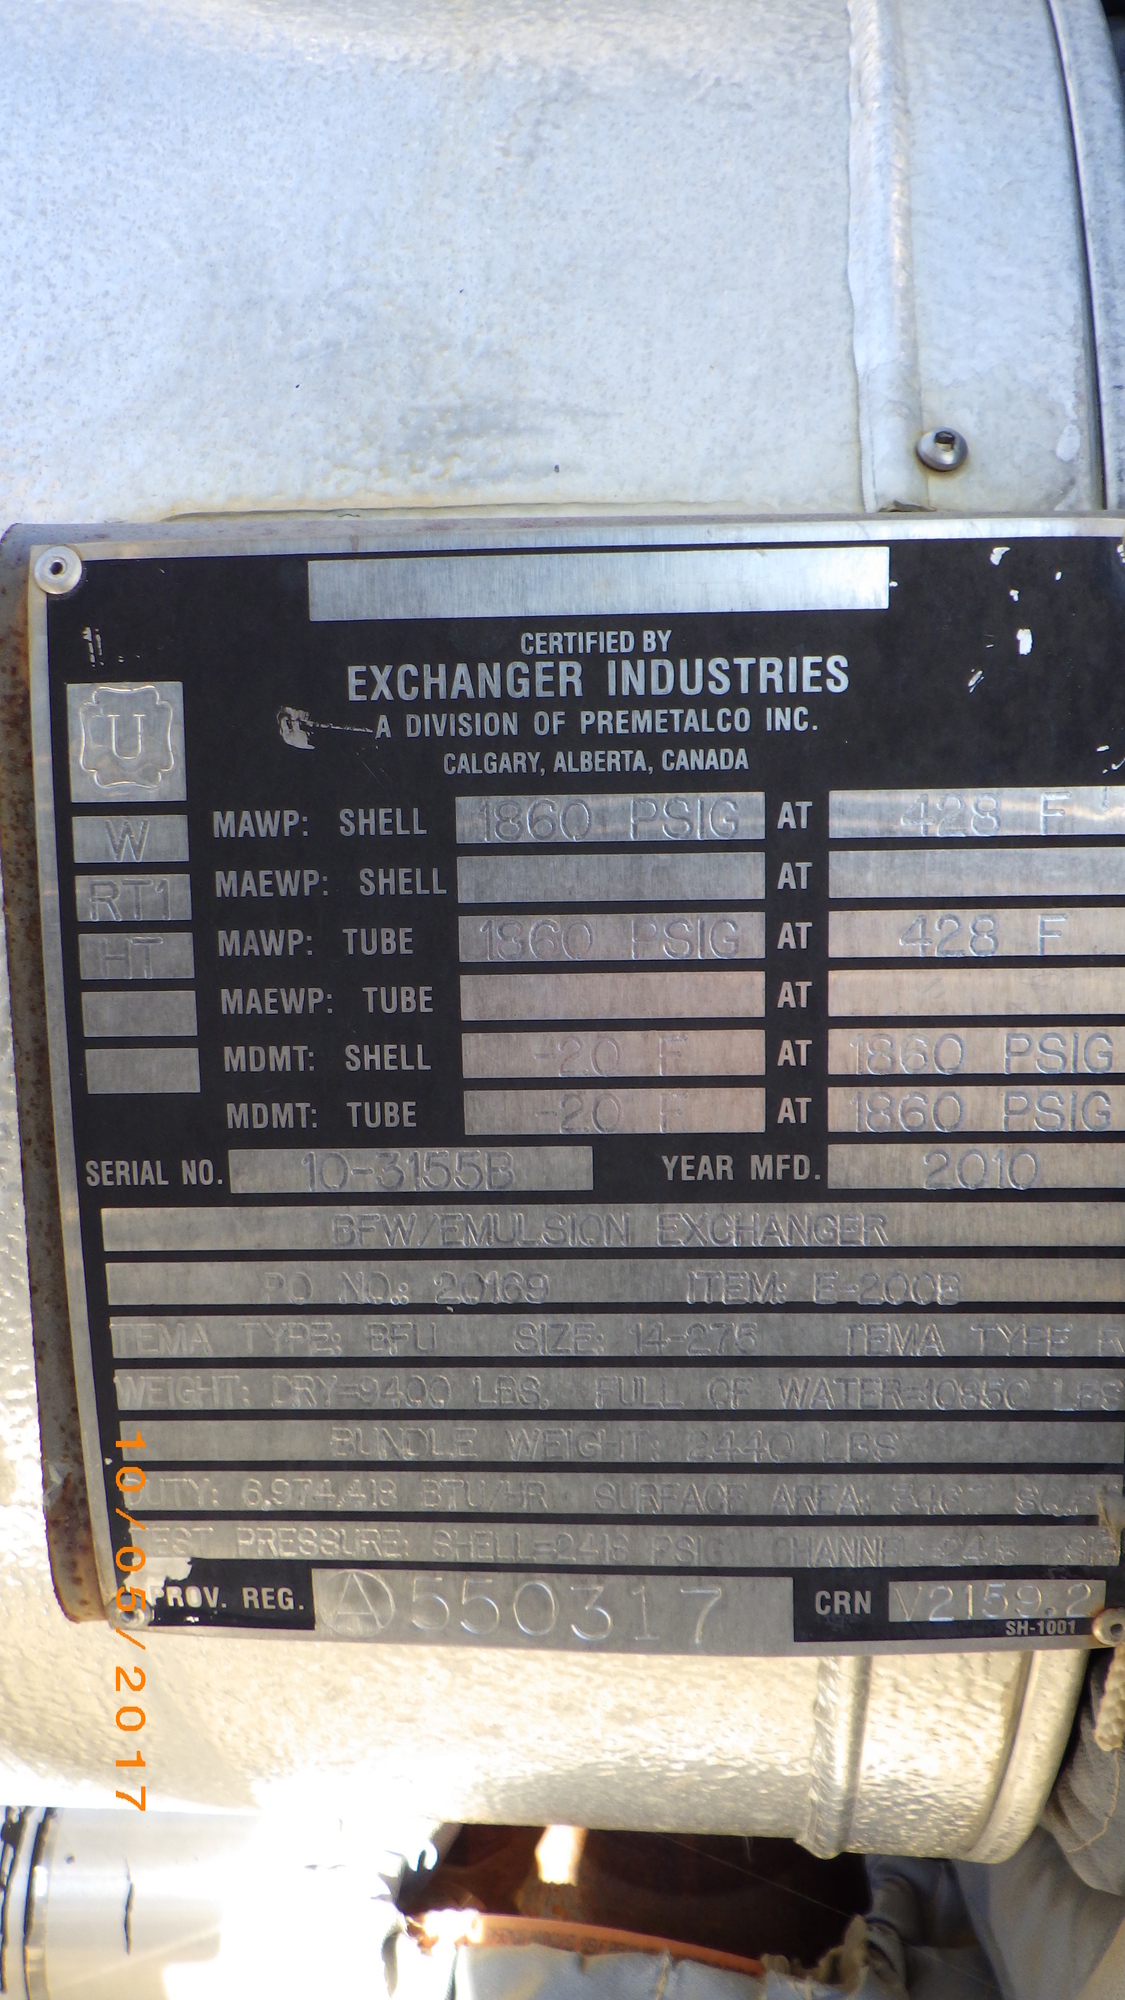 CERTIFIED BY
EXCHANGER INDUSTRIES
A DIVISION OF PREMETALCO INC.
CALGARY, ALBERTA, CANADA
U
W
RT1
HT
MAWP: SHELL 1860 PSIG AT 428 F
MAEWP: SHELL AT
MAWP: TUBE 1860 PSIG AT 428 F
MAEWP: TUBE AT
MDMT: SHELL -20 F AT 1860 PSIG
MDMT: TUBE -20 F AT 1860 PSIG
SERIAL NO. 10-3155B YEAR MFD. 2010
BFW/EMULSION EXCHANGER
PO NO.: 20169 ITEM: E-200B
TEMA TYPE: BFU SIZE: 14-275 TEMA TYPE R
WEIGHT: DRY=9400 LBS, FULL OF WATER=10850 LBS
BUNDLE WEIGHT: 2440 LBS
DUTY: 6,974,418 BTU/HR SURFACE AREA:
TEST PRESSURE: SHELL=2418 PSIG CHANNEL=2418 PSIG
PROV. REG. A 550317 CRN V2159.2
SH-1001
10/05/2017